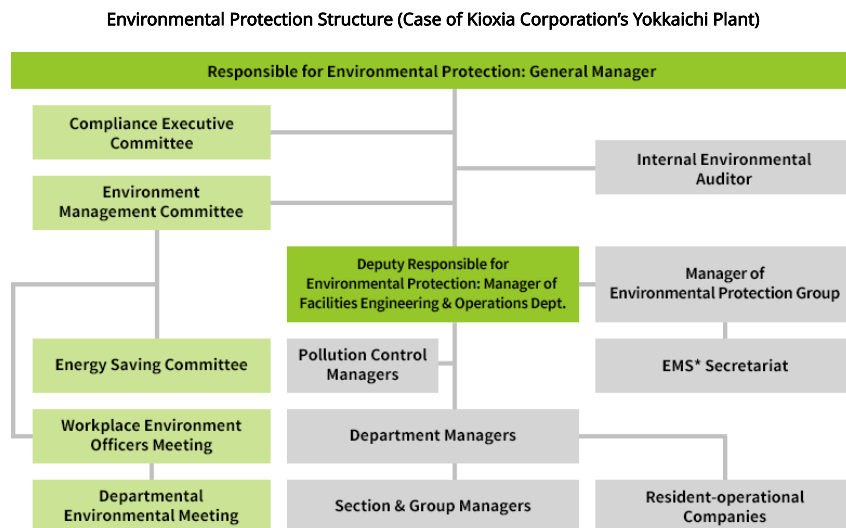 Environmental Protection Structure (Case of Kioxia Corporation's Yokkaichi Plant)
Responsible for Environmental Protection: General Manager
Compliance Executive
Committee
Internal Environmental
Auditor
Environment
Management Committee
Deputy Responsible for
Environmental Protection: Manager of
Facilities Engineering & Operations Dept.
Manager of
Environmental Protection Group
Energy Saving Committee
Pollution Control
Managers
EMS* Secretariat
Workplace Environment
Officers Meeting
Department Managers
Departmental
Environmental Meeting
Section & Group Managers
Resident-operational
Companies